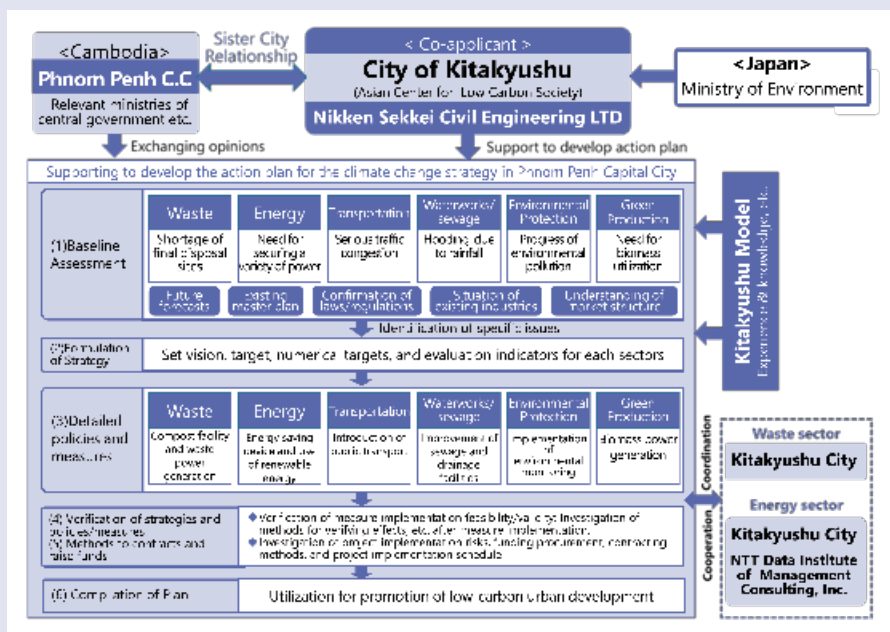 <Cambodia>
Phnom Penh C.C
Relevant ministries of
central government etc.
Sister City
Relationship
< Co-applicant >
City of Kitakyushu
(Asian Center for Low Carbon Society)
Nikken Sekkei Civil Engineering LTD
<Japan>
Ministry of Environment
Exchanging opinions
Support to develop action plan
Supporting to develop the action plan for the climate change strategy in Phnom Penh Capital City
(1)Baseline
Assessment
Waste
Shortage of
final disposal
sites
Energy
Need for
securing a
variety of power
Transportation
Serious traffic
congestion
Waterworks/
sewage
Flooding due
to rainfall
Environmental
Protection
Progress of
environmental
pollution
Green
Production
Need for
biomass
utilization
Future
forecasts
Existing
master plan
Confirmation of
laws/regulations
Situation of
existing industries
Understanding of
market structure
Identification of specific issues
(2)Formulation
of Strategy
Set vision, target, numerical targets, and evaluation indicators for each sectors
(3)Detailed
policies and
measures
Waste
Compost facility
and waste
power
generation
Energy
Energy saving
device and use
of renewable
energy
Transportation
Introduction of
public transport
Waterworks/
sewage
Improvement of
sewage and
drainage
facilities
Environmental
Protection
Implementation
of
environmental
monitoring
Green
Production
Biomass power
generation
(4) Verification of strategies and
policies/measures
(5) Methods to contracts and
raise funds
◆Verification of measure implementation feasibility/validity: Investigation of
methods for verifying effects, etc. after measure implementation.
◆Investigation of project implementation risks, funding procurement, contracting
methods, and project implementation schedule
(6) Compilation of Plan
Utilization for promotion of low-carbon urban development
Kitakyushu Model
Experience & knowledge, etc.
Coordination
Cooperation
Waste sector
Kitakyushu City
Energy sector
Kitakyushu City
NTT Data Institute
of Management
Consulting, Inc.